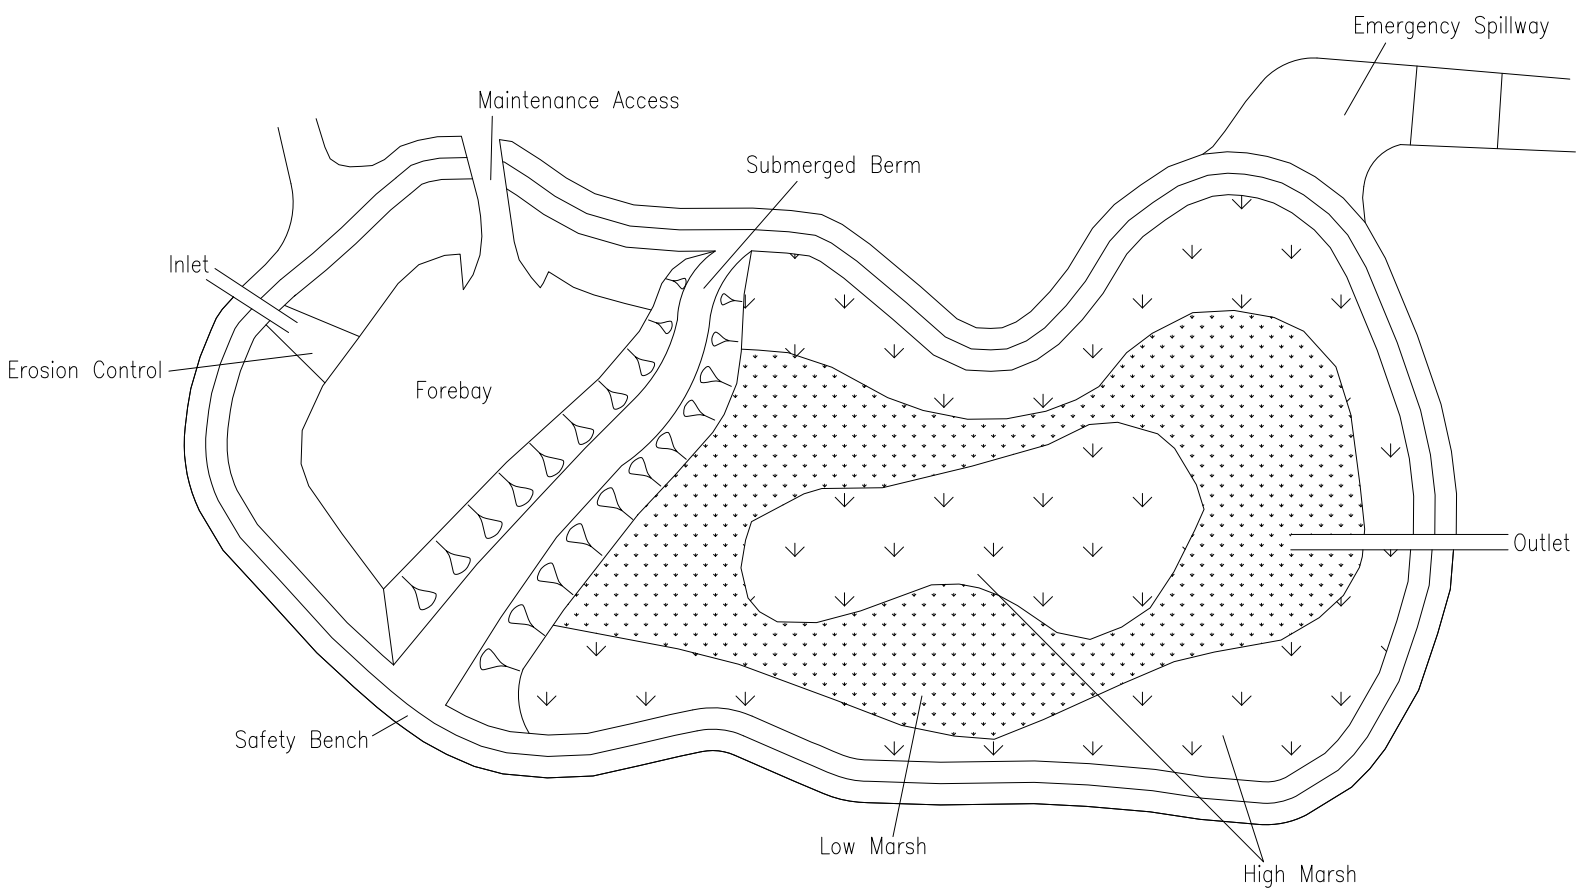 Emergency Spillway
Maintenance Access
Submerged Berm
Inlet
Erosion Control
Forebay
Outlet
Safety Bench
Low Marsh
High Marsh